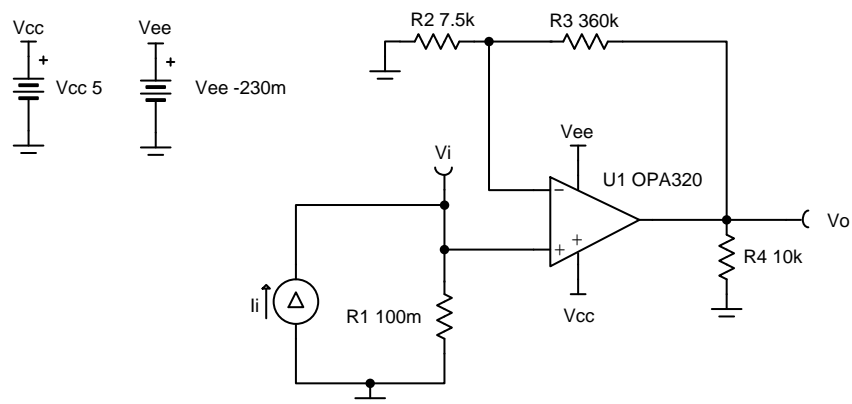 R2 7.5k
R3 360k
Vcc
Vee
+
+
Vcc 5
Vee -230m
Vee
Vi
U1 OPA320
−
+
+
Vo
R4 10k
Ii
R1 100m
Vcc